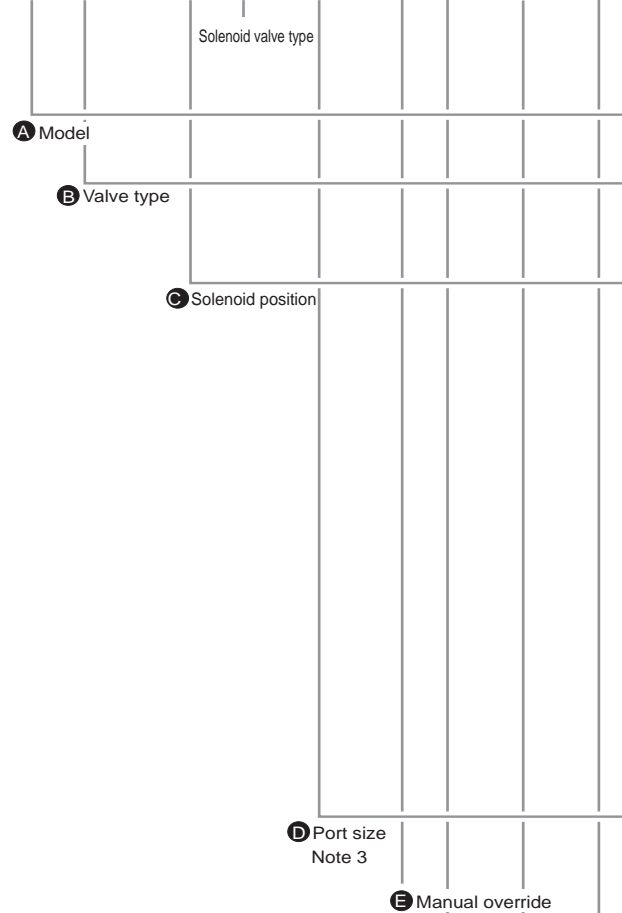 Solenoid valve type
A Model
B Valve type
C Solenoid position
D Port size
Note 3
E Manual override